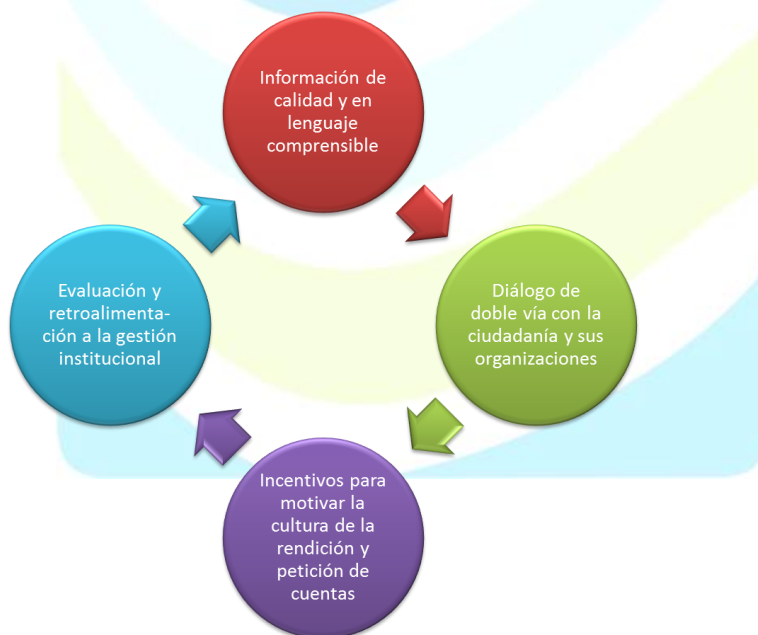 Información de
calidad y en
lenguaje
comprensible
Diálogo de
doble vía con la
ciudadanía y sus
organizaciones
Incentivos para
motivar la
cultura de la
rendición y
petición de
cuentas
Evaluación y
retroalimenta-
ción a la gestión
institucional